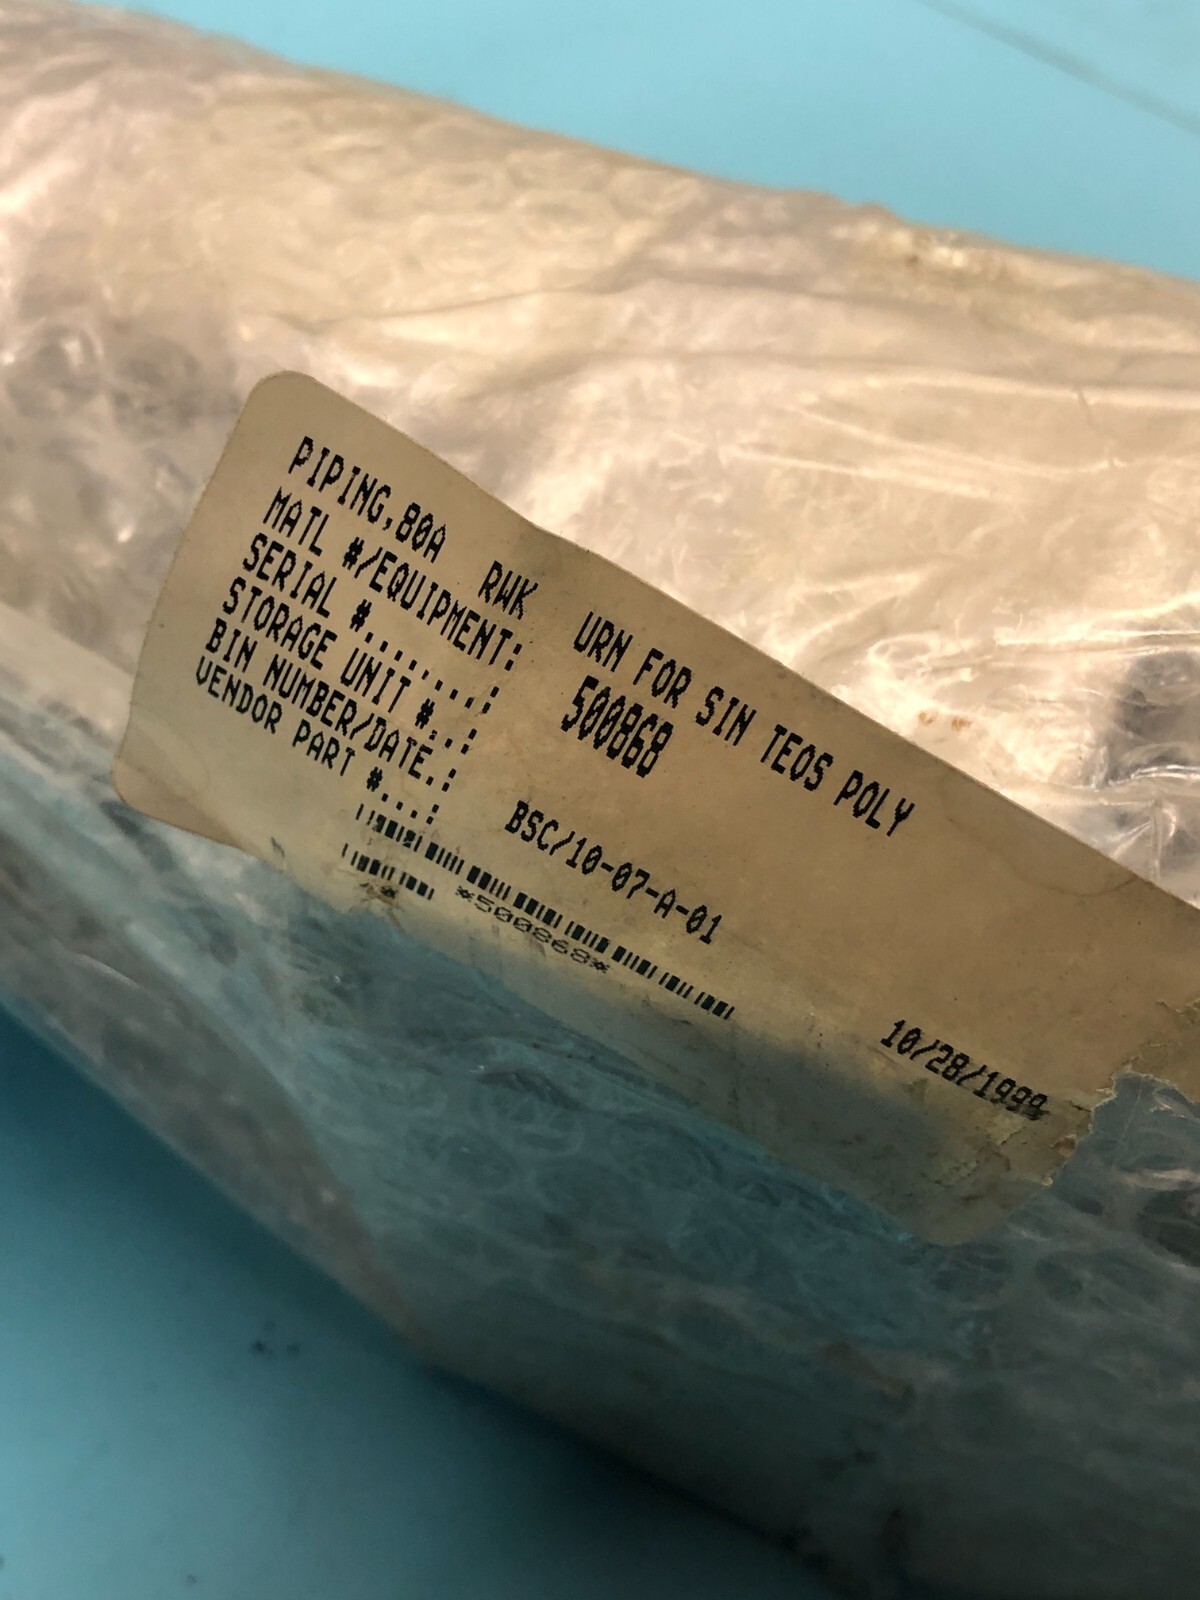 PIPING,80A RWK URN FOR SIN TEOS POLY
MATL #/EQUIPMENT: 500868
SERIAL #........:
STORAGE UNIT #..:
BIN NUMBER/DATE.: BSC/10-07-A-01 10/28/1999
VENDOR PART #...:
*500868*